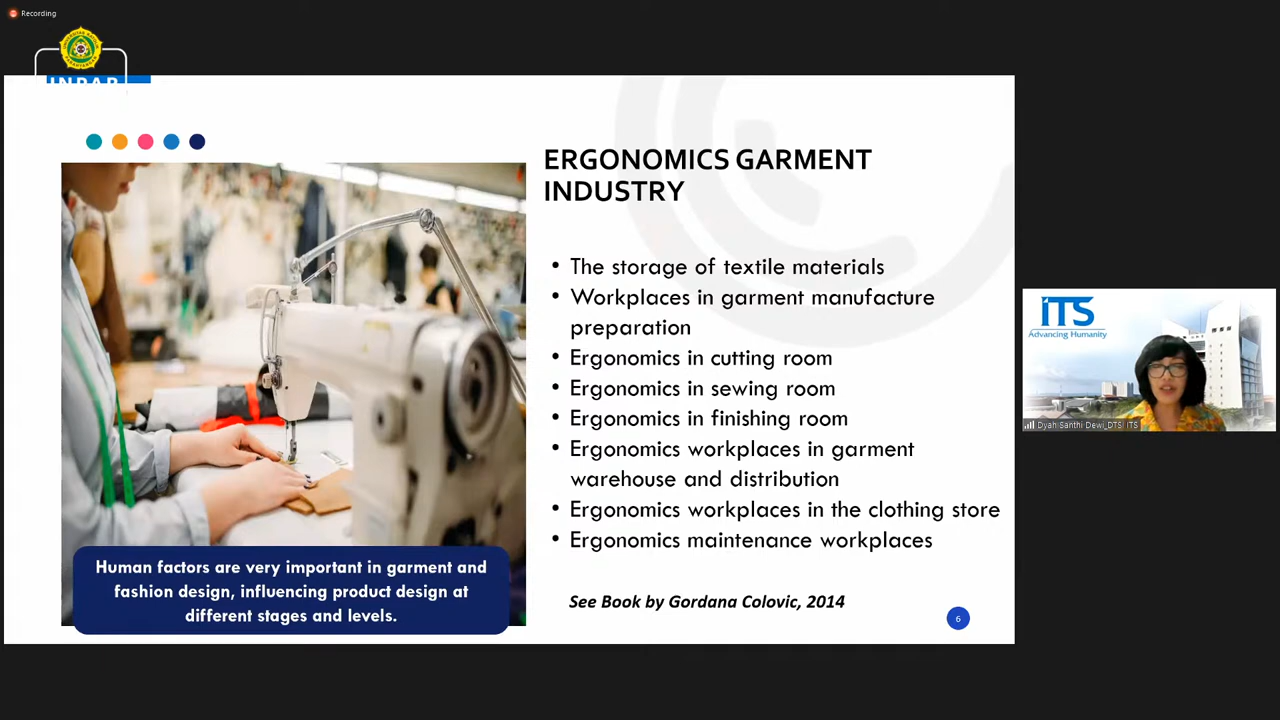 Recording
UNPAR
ERGONOMICS GARMENT
INDUSTRY
• The storage of textile materials
• Workplaces in garment manufacture
preparation
• Ergonomics in cutting room
• Ergonomics in sewing room
• Ergonomics in finishing room
• Ergonomics workplaces in garment
warehouse and distribution
• Ergonomics workplaces in the clothing store
• Ergonomics maintenance workplaces
See Book by Gordana Colovic, 2014
6
Human factors are very important in garment and
fashion design, influencing product design at
different stages and levels.
ITS
Advancing Humanity
Dyah Santhi Dewi_DTSI ITS